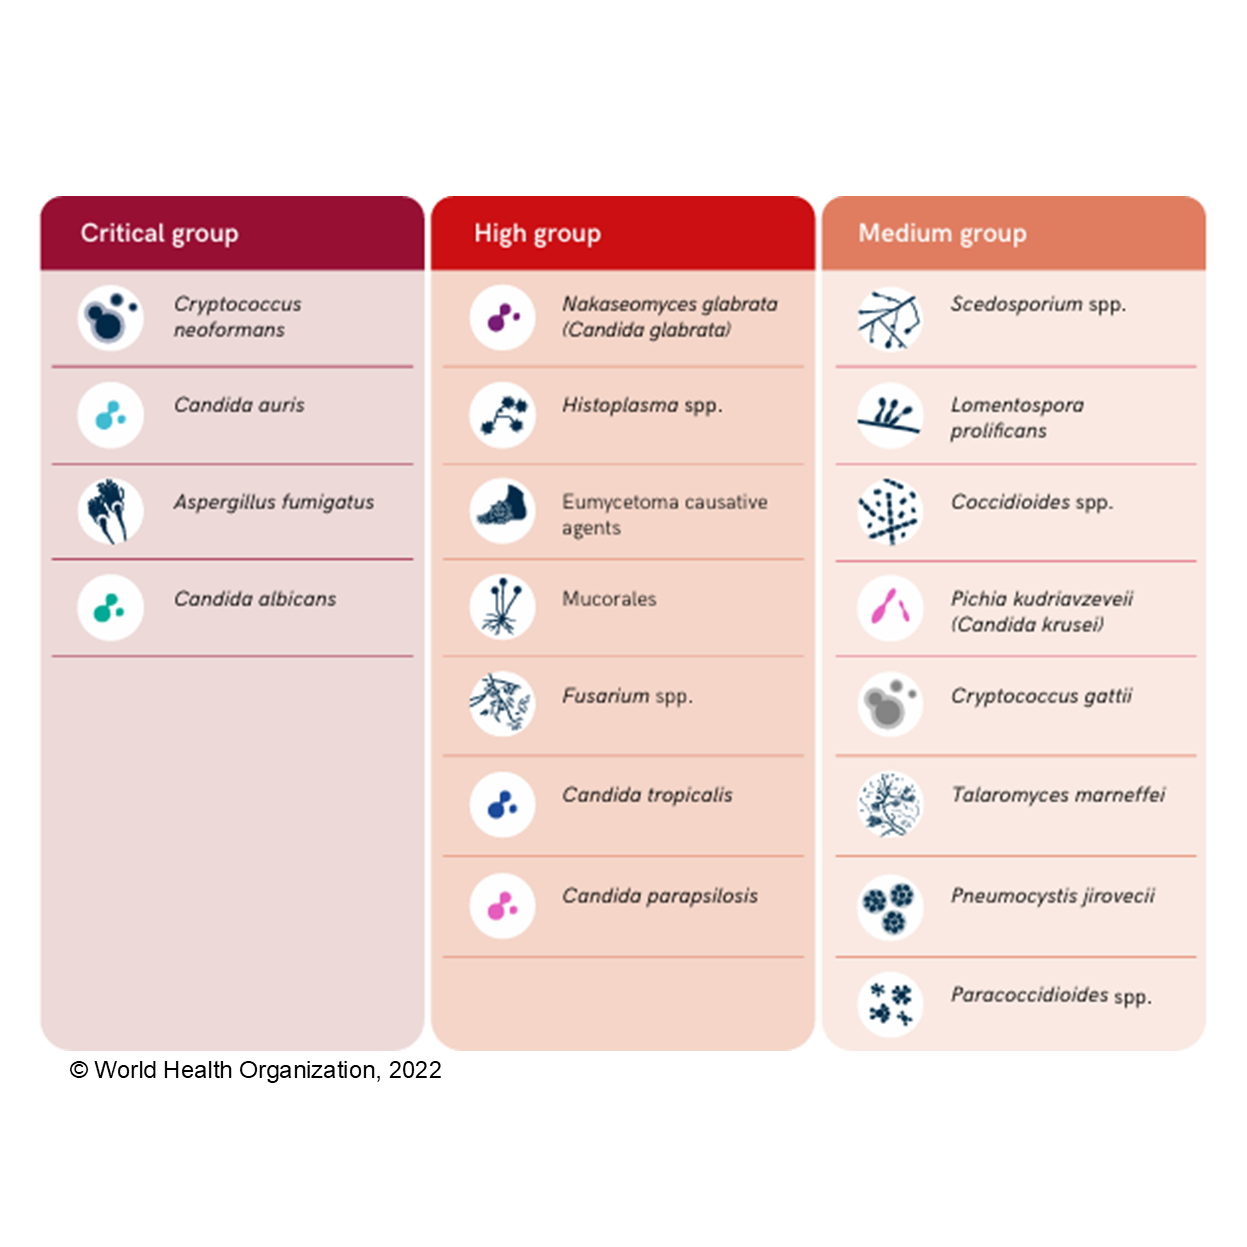 Critical group
Cryptococcus
neoformans
Candida auris
Aspergillus fumigatus
Candida albicans
High group
Nakaseomyces glabrata
(Candida glabrata)
Histoplasma spp.
Eumycetoma causative
agents
Mucorales
Fusarium spp.
Candida tropicalis
Candida parapsilosis
Medium group
Scedosporium spp.
Lomentospora
prolificans
Coccidioides spp.
Pichia kudriavzeveii
(Candida krusei)
Cryptococcus gattii
Talaromyces marneffei
Pneumocystis jirovecii
Paracoccidioides spp.
© World Health Organization, 2022